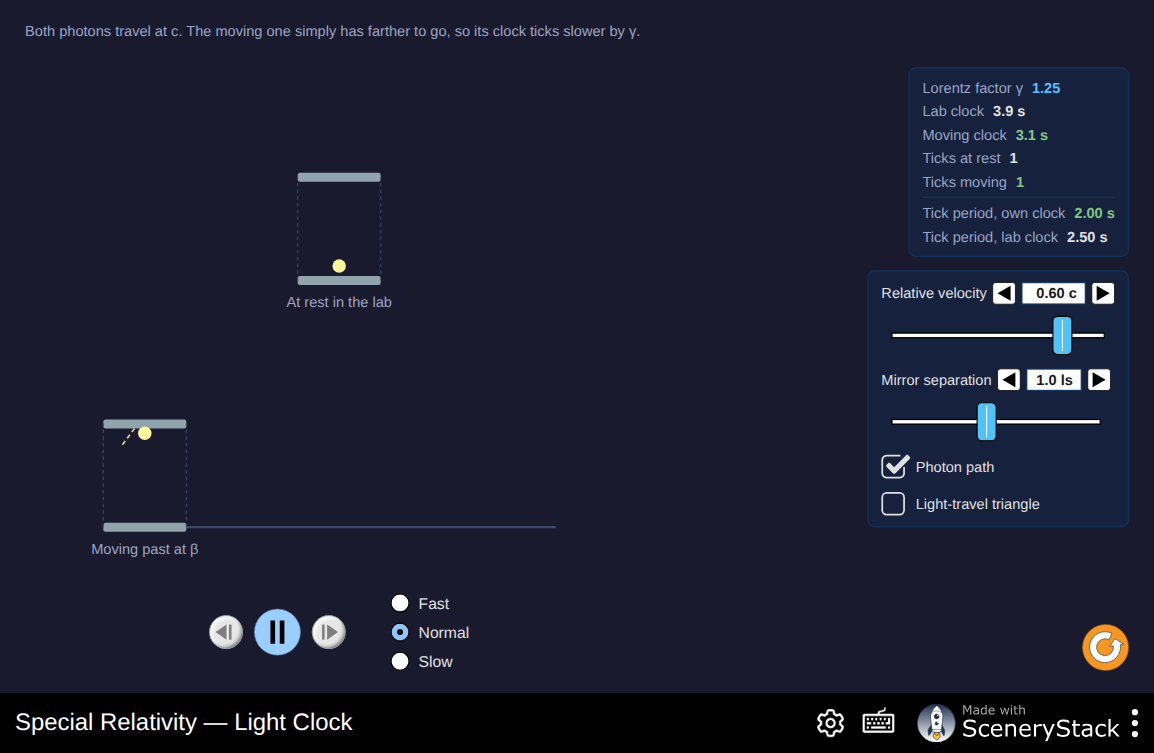 Both photons travel at c. The moving one simply has farther to go, so its clock ticks slower by γ.
Lorentz factor γ 1.25
Lab clock 3.9 s
Moving clock 3.1 s
Ticks at rest 1
Ticks moving 1
Tick period, own clock 2.00 s
Tick period, lab clock 2.50 s
At rest in the lab
Relative velocity 0.60 c
Mirror separation 1.0 ls
Photon path
Light-travel triangle
Moving past at β
Fast
Normal
Slow
Special Relativity — Light Clock
Made with
SceneryStack